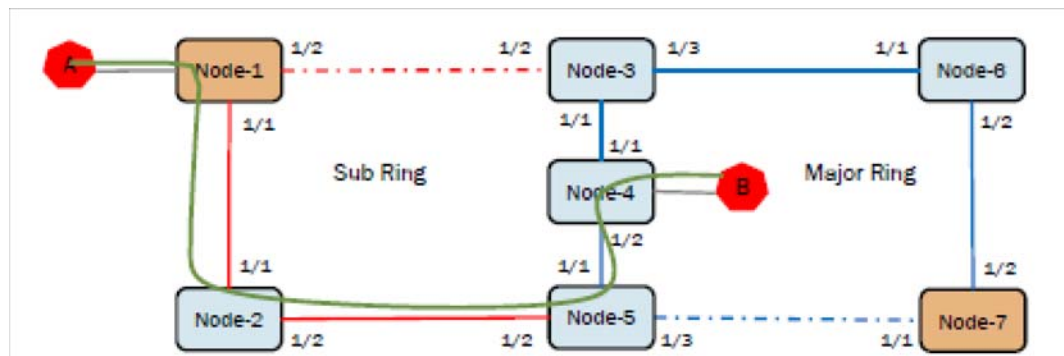 A
Node-1
1/2
1/2
Node-3
1/3
1/1
Node-6
1/1
1/1
1/2
1/1
Sub Ring
Node-4
B
Major Ring
1/2
1/1
1/1
1/2
Node-2
1/2
1/2
Node-5
1/3
1/1
Node-7